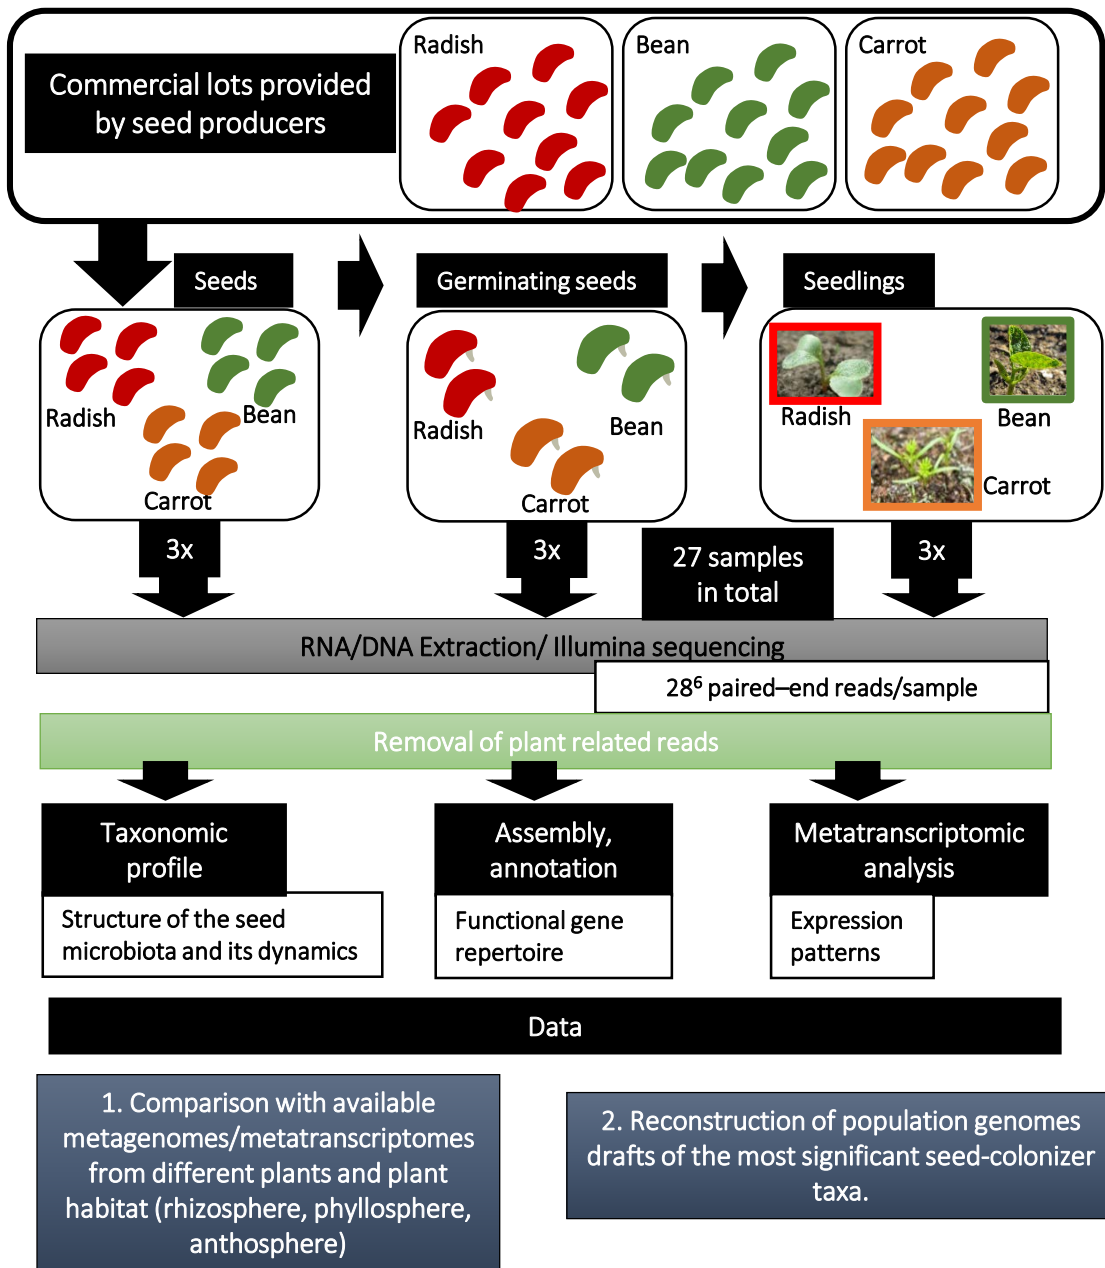 Commercial lots provided
by seed producers
Radish
Bean
Carrot
Seeds
Germinating seeds
Seedlings
Radish
Bean
Carrot
Radish
Bean
Carrot
Radish
Bean
Carrot
3x
3x
27 samples
in total
3x
RNA/DNA Extraction/ Illumina sequencing
28⁶ paired–end reads/sample
Removal of plant related reads
Taxonomic
profile
Structure of the seed
microbiota and its dynamics
Assembly,
annotation
Functional gene
repertoire
Metatranscriptomic
analysis
Expression
patterns
Data
1. Comparison with available
metagenomes/metatranscriptomes
from different plants and plant
habitat (rhizosphere, phyllosphere,
anthosphere)
2. Reconstruction of population genomes
drafts of the most significant seed-colonizer
taxa.